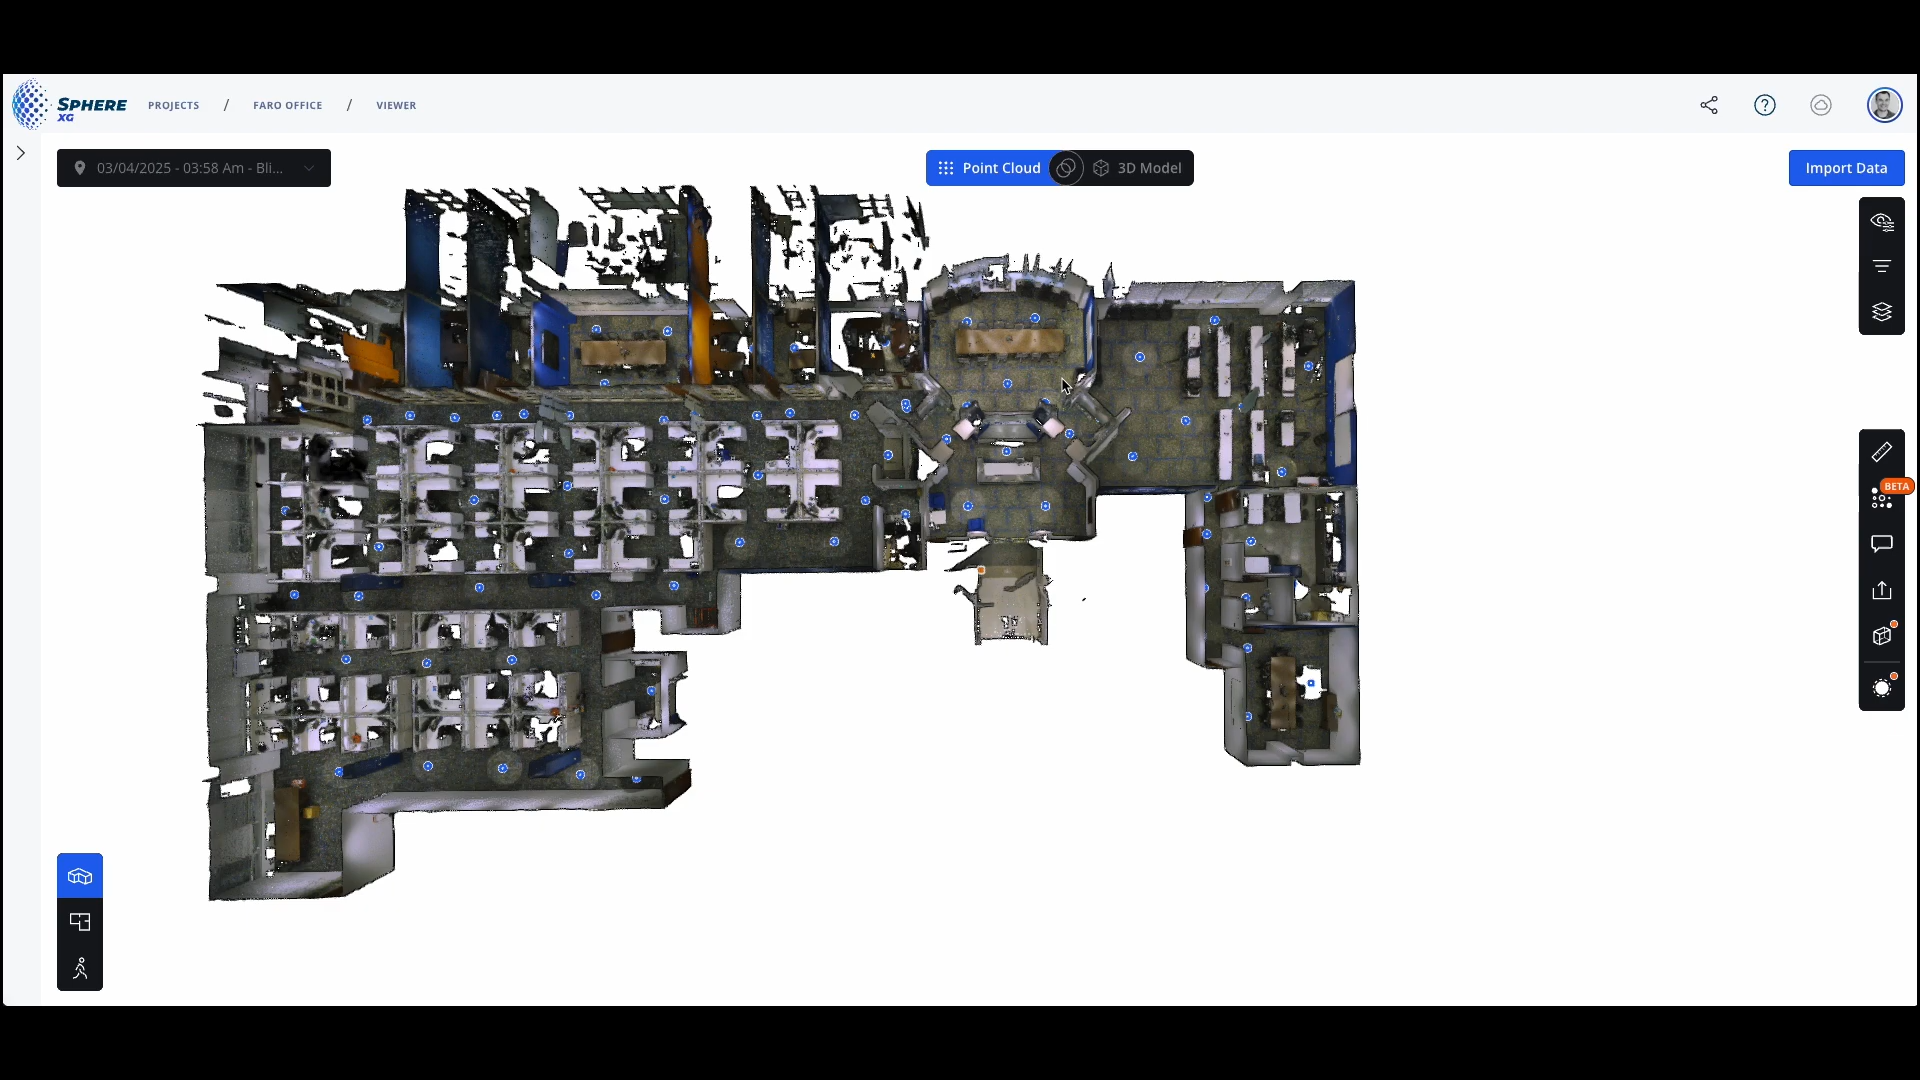 SPHERE
XG
PROJECTS / FARO OFFICE / VIEWER
03/04/2025 - 03:58 Am - Bli...
Point Cloud
3D Model
Import Data
BETA